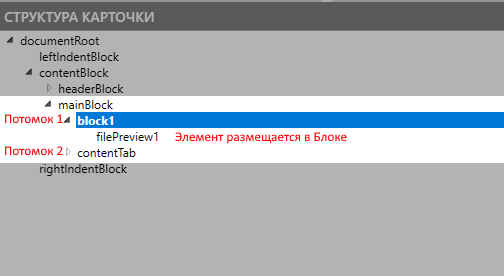 СТРУКТУРА КАРТОЧКИ
documentRoot
leftIndentBlock
contentBlock
headerBlock
mainBlock
Потомок 1 block1
filePreview1 Элемент размещается в Блоке
Потомок 2 contentTab
rightIndentBlock